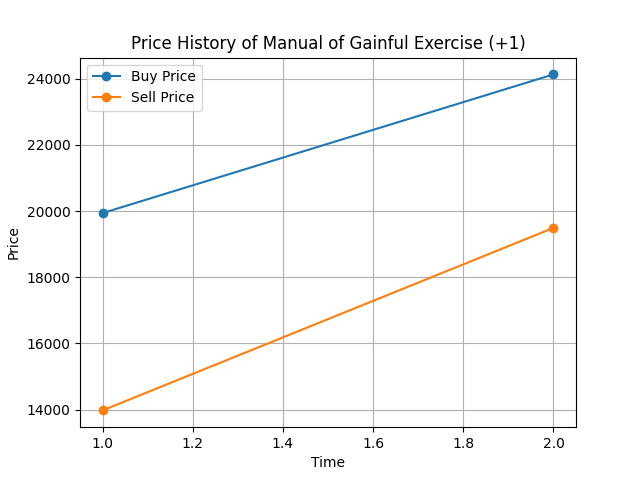 Price History of Manual of Gainful Exercise (+1)
Buy Price
Sell Price
24000
22000
20000
18000
16000
14000
Price
1.0 1.2 1.4 1.6 1.8 2.0
Time